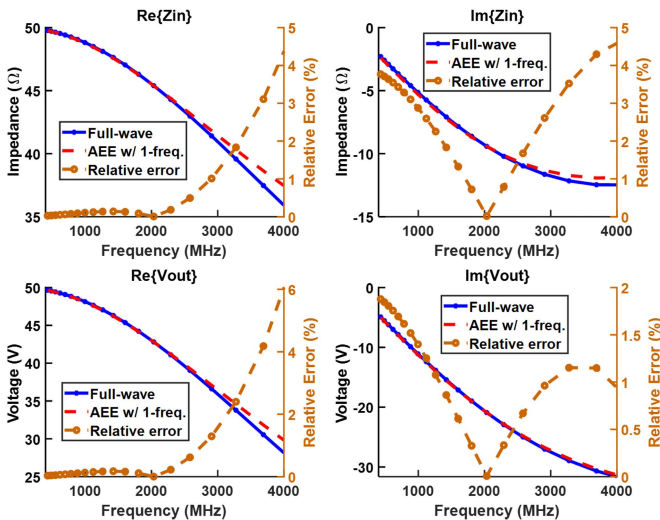 Re{Zin}
Im{Zin}
50
45
40
35
Impedance (Ω)
5
4
3
2
1
0
Relative Error (%)
Full-wave
AEE w/ 1-freq.
Relative error
1000 2000 3000 4000
Frequency (MHz)
0
-5
-10
-15
Impedance (Ω)
5
4
3
2
1
0
Relative Error (%)
Full-wave
AEE w/ 1-freq.
Relative error
1000 2000 3000 4000
Frequency (MHz)
Re{Vout}
Im{Vout}
50
45
40
35
30
25
Voltage (V)
6
4
2
0
Relative Error (%)
Full-wave
AEE w/ 1-freq.
Relative error
1000 2000 3000 4000
Frequency (MHz)
0
-10
-20
-30
Voltage (V)
2
1.5
1
0.5
0
Relative Error (%)
Full-wave
AEE w/ 1-freq.
Relative error
1000 2000 3000 4000
Frequency (MHz)